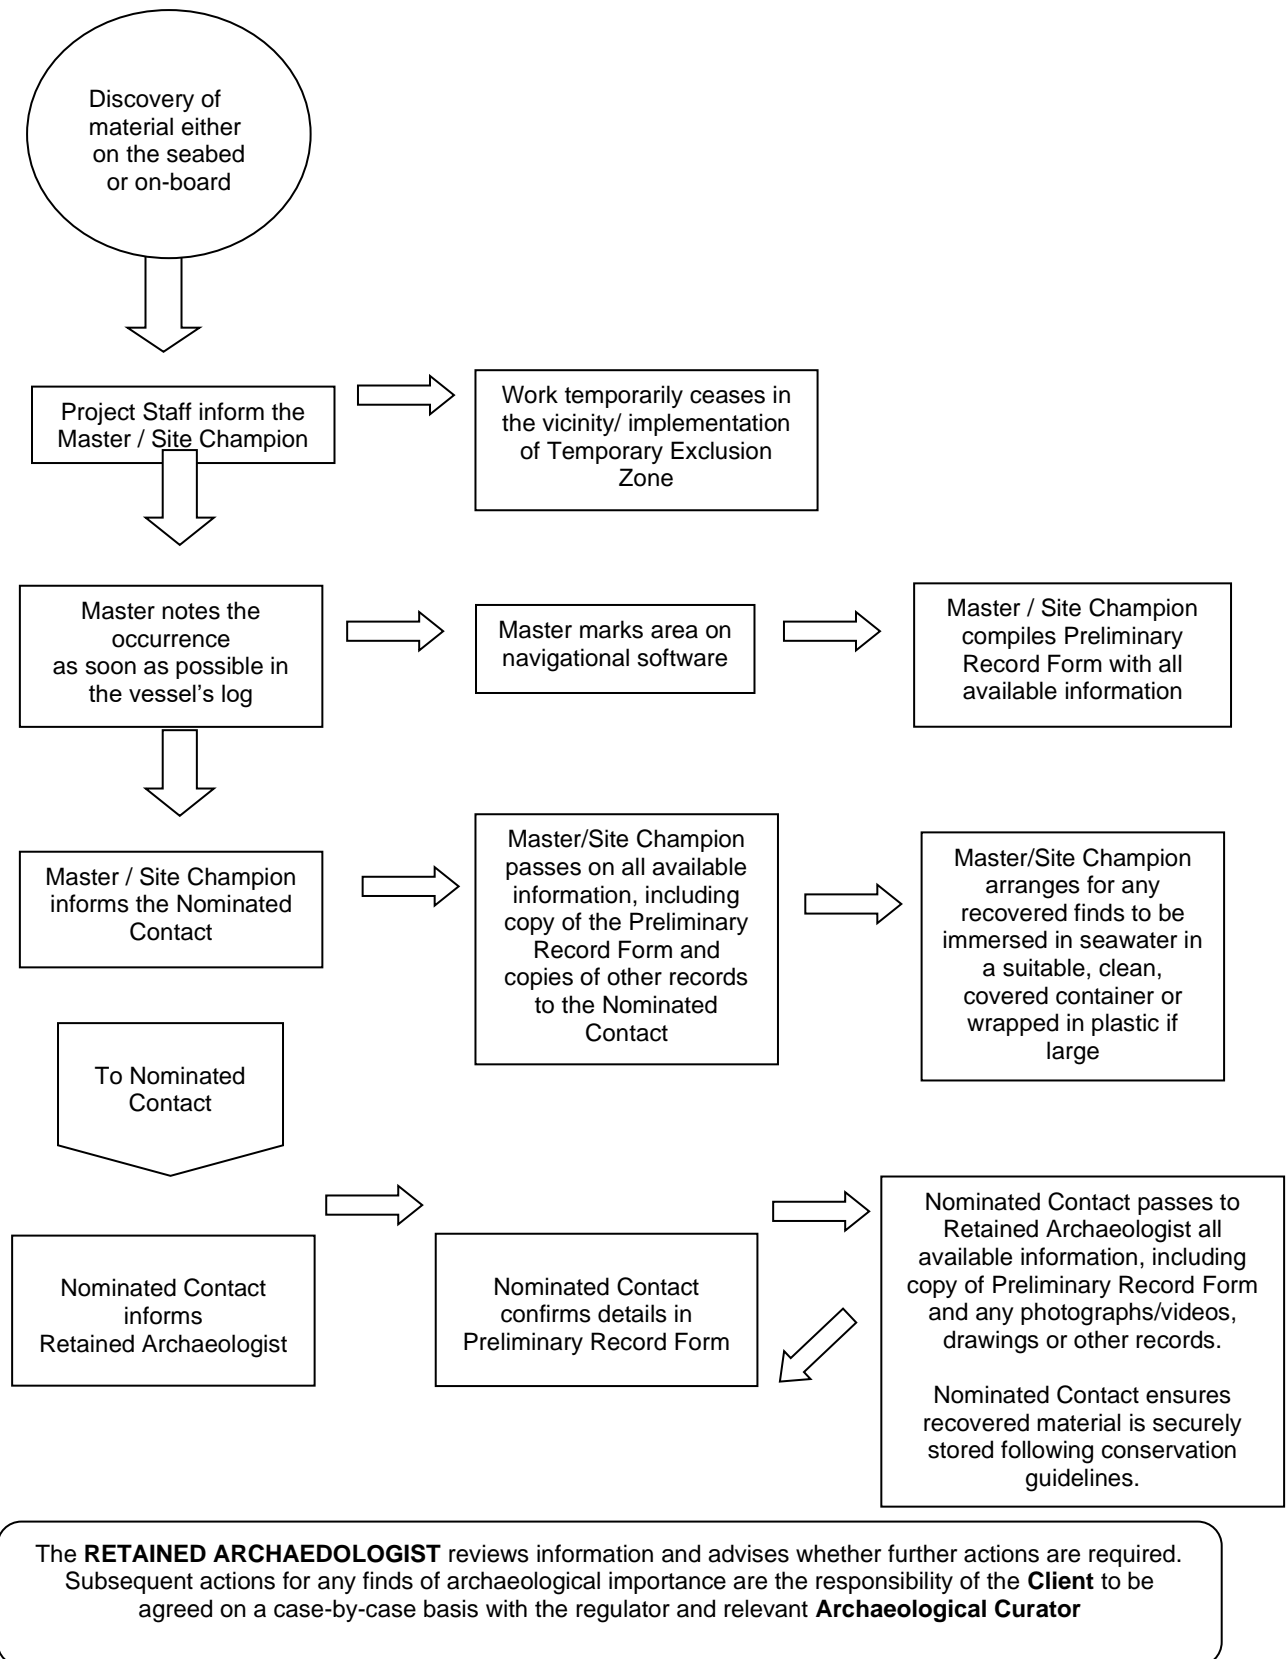 Discovery of
material either
on the seabed
or on-board
Project Staff inform the
Master / Site Champion
Work temporarily ceases in
the vicinity/ implementation
of Temporary Exclusion
Zone
Master notes the
occurrence
as soon as possible in
the vessel's log
Master marks area on
navigational software
Master / Site Champion
compiles Preliminary
Record Form with all
available information
Master / Site Champion
informs the Nominated
Contact
Master/Site Champion
passes on all available
information, including
copy of the Preliminary
Record Form and
copies of other records
to the Nominated
Contact
Master/Site Champion
arranges for any
recovered finds to be
immersed in seawater in
a suitable, clean,
covered container or
wrapped in plastic if
large
To Nominated
Contact
Nominated Contact
informs
Retained Archaeologist
Nominated Contact
confirms details in
Preliminary Record Form
Nominated Contact passes to
Retained Archaeologist all
available information, including
copy of Preliminary Record Form
and any photographs/videos,
drawings or other records.
Nominated Contact ensures
recovered material is securely
stored following conservation
guidelines.
The RETAINED ARCHAEDOLOGIST reviews information and advises whether further actions are required.
Subsequent actions for any finds of archaeological importance are the responsibility of the Client to be
agreed on a case-by-case basis with the regulator and relevant Archaeological Curator